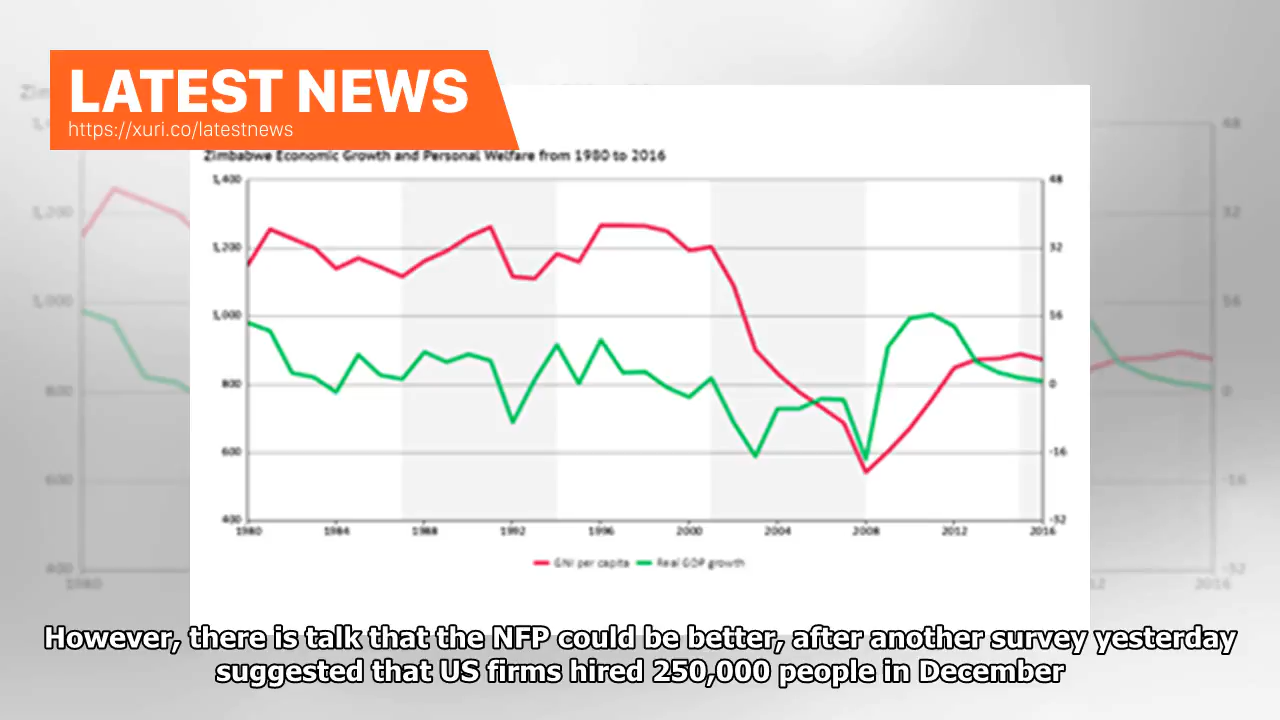 LATEST NEWS
https://xuri.co/latestnews
Zimbabwe Economic Growth and Personal Welfare from 1980 to 2016
1,400 48
1,200 32
1,000 16
800 0
600 -16
400 -32
1980 1984 1988 1992 1996 2000 2004 2008 2012 2016
GNI per capita Real GDP growth
However, there is talk that the NFP could be better, after another survey yesterday
suggested that US firms hired 250,000 people in December